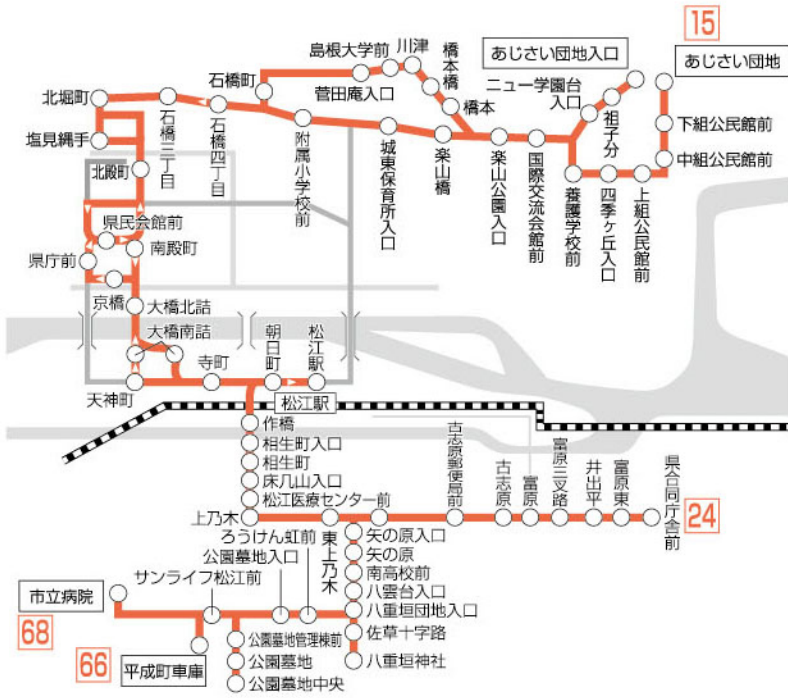 15
あじさい団地入口
あじさい団地
島根大学前
川津
橋本橋
橋本
石橋町
菅田庵入口
ニュー学園台入口
祖子分
下組公民館前
中組公民館前
北堀町
塩見縄手
石橋三丁目
石橋四丁目
附属小学校前
城東保育所入口
楽山橋
楽山公園入口
国際交流会館前
養護学校前
四季ヶ丘入口
上組公民館前
北殿町
県民会館前
県庁前
南殿町
京橋
大橋北詰
大橋南詰
寺町
朝日町
松江駅
天神町
松江駅
作橋
相生町入口
相生町
床几山入口
松江医療センター前
上乃木
東上乃木
古志原郵便局前
古志原
富原
富原三叉路
井出平
富原東
県合同庁舎前
24
ろうけん虹前
公園墓地入口
サンライフ松江前
矢の原入口
矢の原
南高校前
八雲台入口
八重垣団地入口
佐草十字路
八重垣神社
市立病院
68
66
平成町車庫
公園墓地管理棟前
公園墓地
公園墓地中央